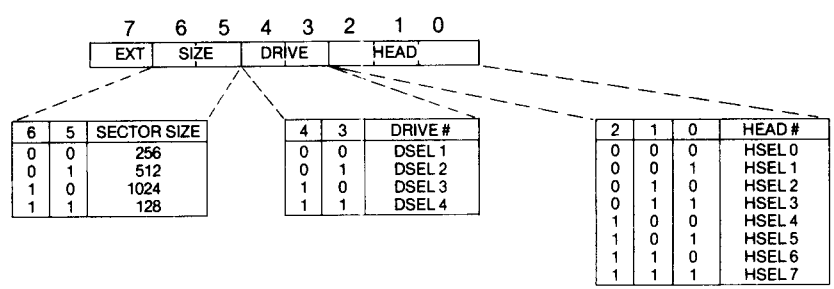 7 6 5 4 3 2 1 0
EXT SIZE DRIVE HEAD
6 5 SECTOR SIZE
0 0 256
0 1 512
1 0 1024
1 1 128
4 3 DRIVE #
0 0 DSEL 1
0 1 DSEL 2
1 0 DSEL 3
1 1 DSEL 4
2 1 0 HEAD #
0 0 0 HSEL 0
0 0 1 HSEL 1
0 1 0 HSEL 2
0 1 1 HSEL 3
1 0 0 HSEL 4
1 0 1 HSEL 5
1 1 0 HSEL 6
1 1 1 HSEL 7